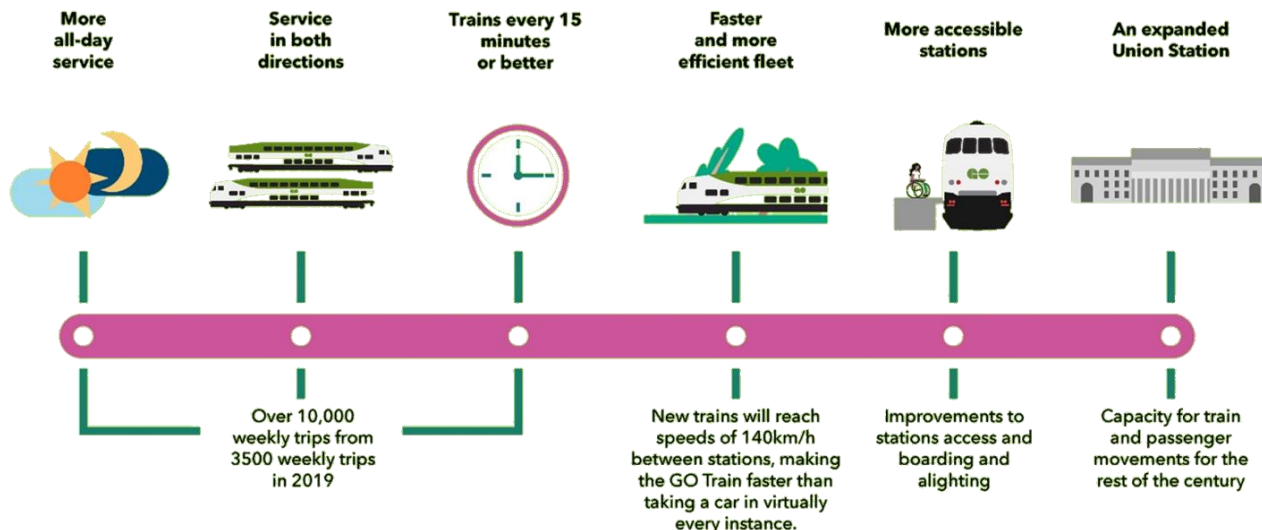 More
all-day
service
Service
in both
directions
Trains every 15
minutes
or better
Faster
and more
efficient fleet
More accessible
stations
An expanded
Union Station
GO
GO
GO
GO
Over 10,000
weekly trips from
3500 weekly trips
in 2019
New trains will reach
speeds of 140km/h
between stations, making
the GO Train faster than
taking a car in virtually
every instance.
Improvements to
stations access and
boarding and
alighting
Capacity for train
and passenger
movements for the
rest of the century